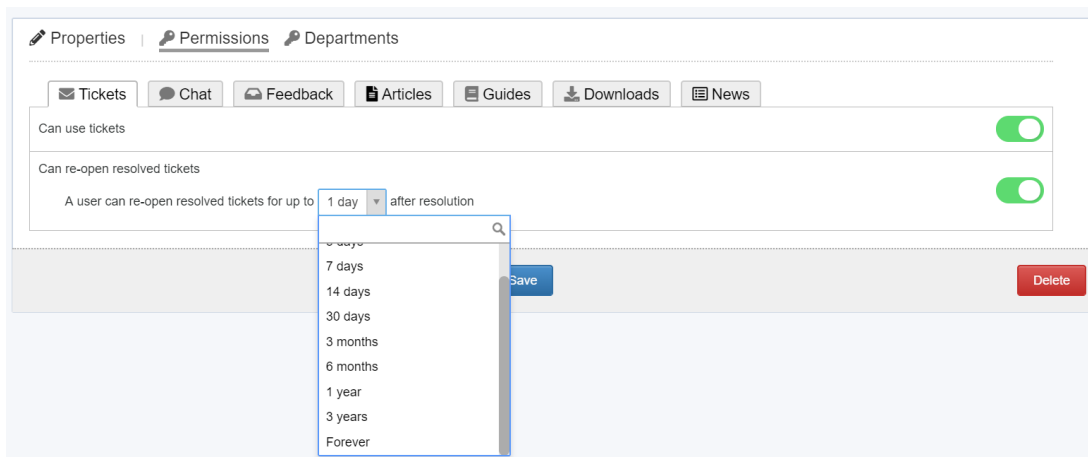 Properties | Permissions Departments
Tickets Chat Feedback Articles Guides Downloads News
Can use tickets
Can re-open resolved tickets
A user can re-open resolved tickets for up to 1 day after resolution
days
7 days
14 days
30 days
3 months
6 months
1 year
3 years
Forever
Save
Delete